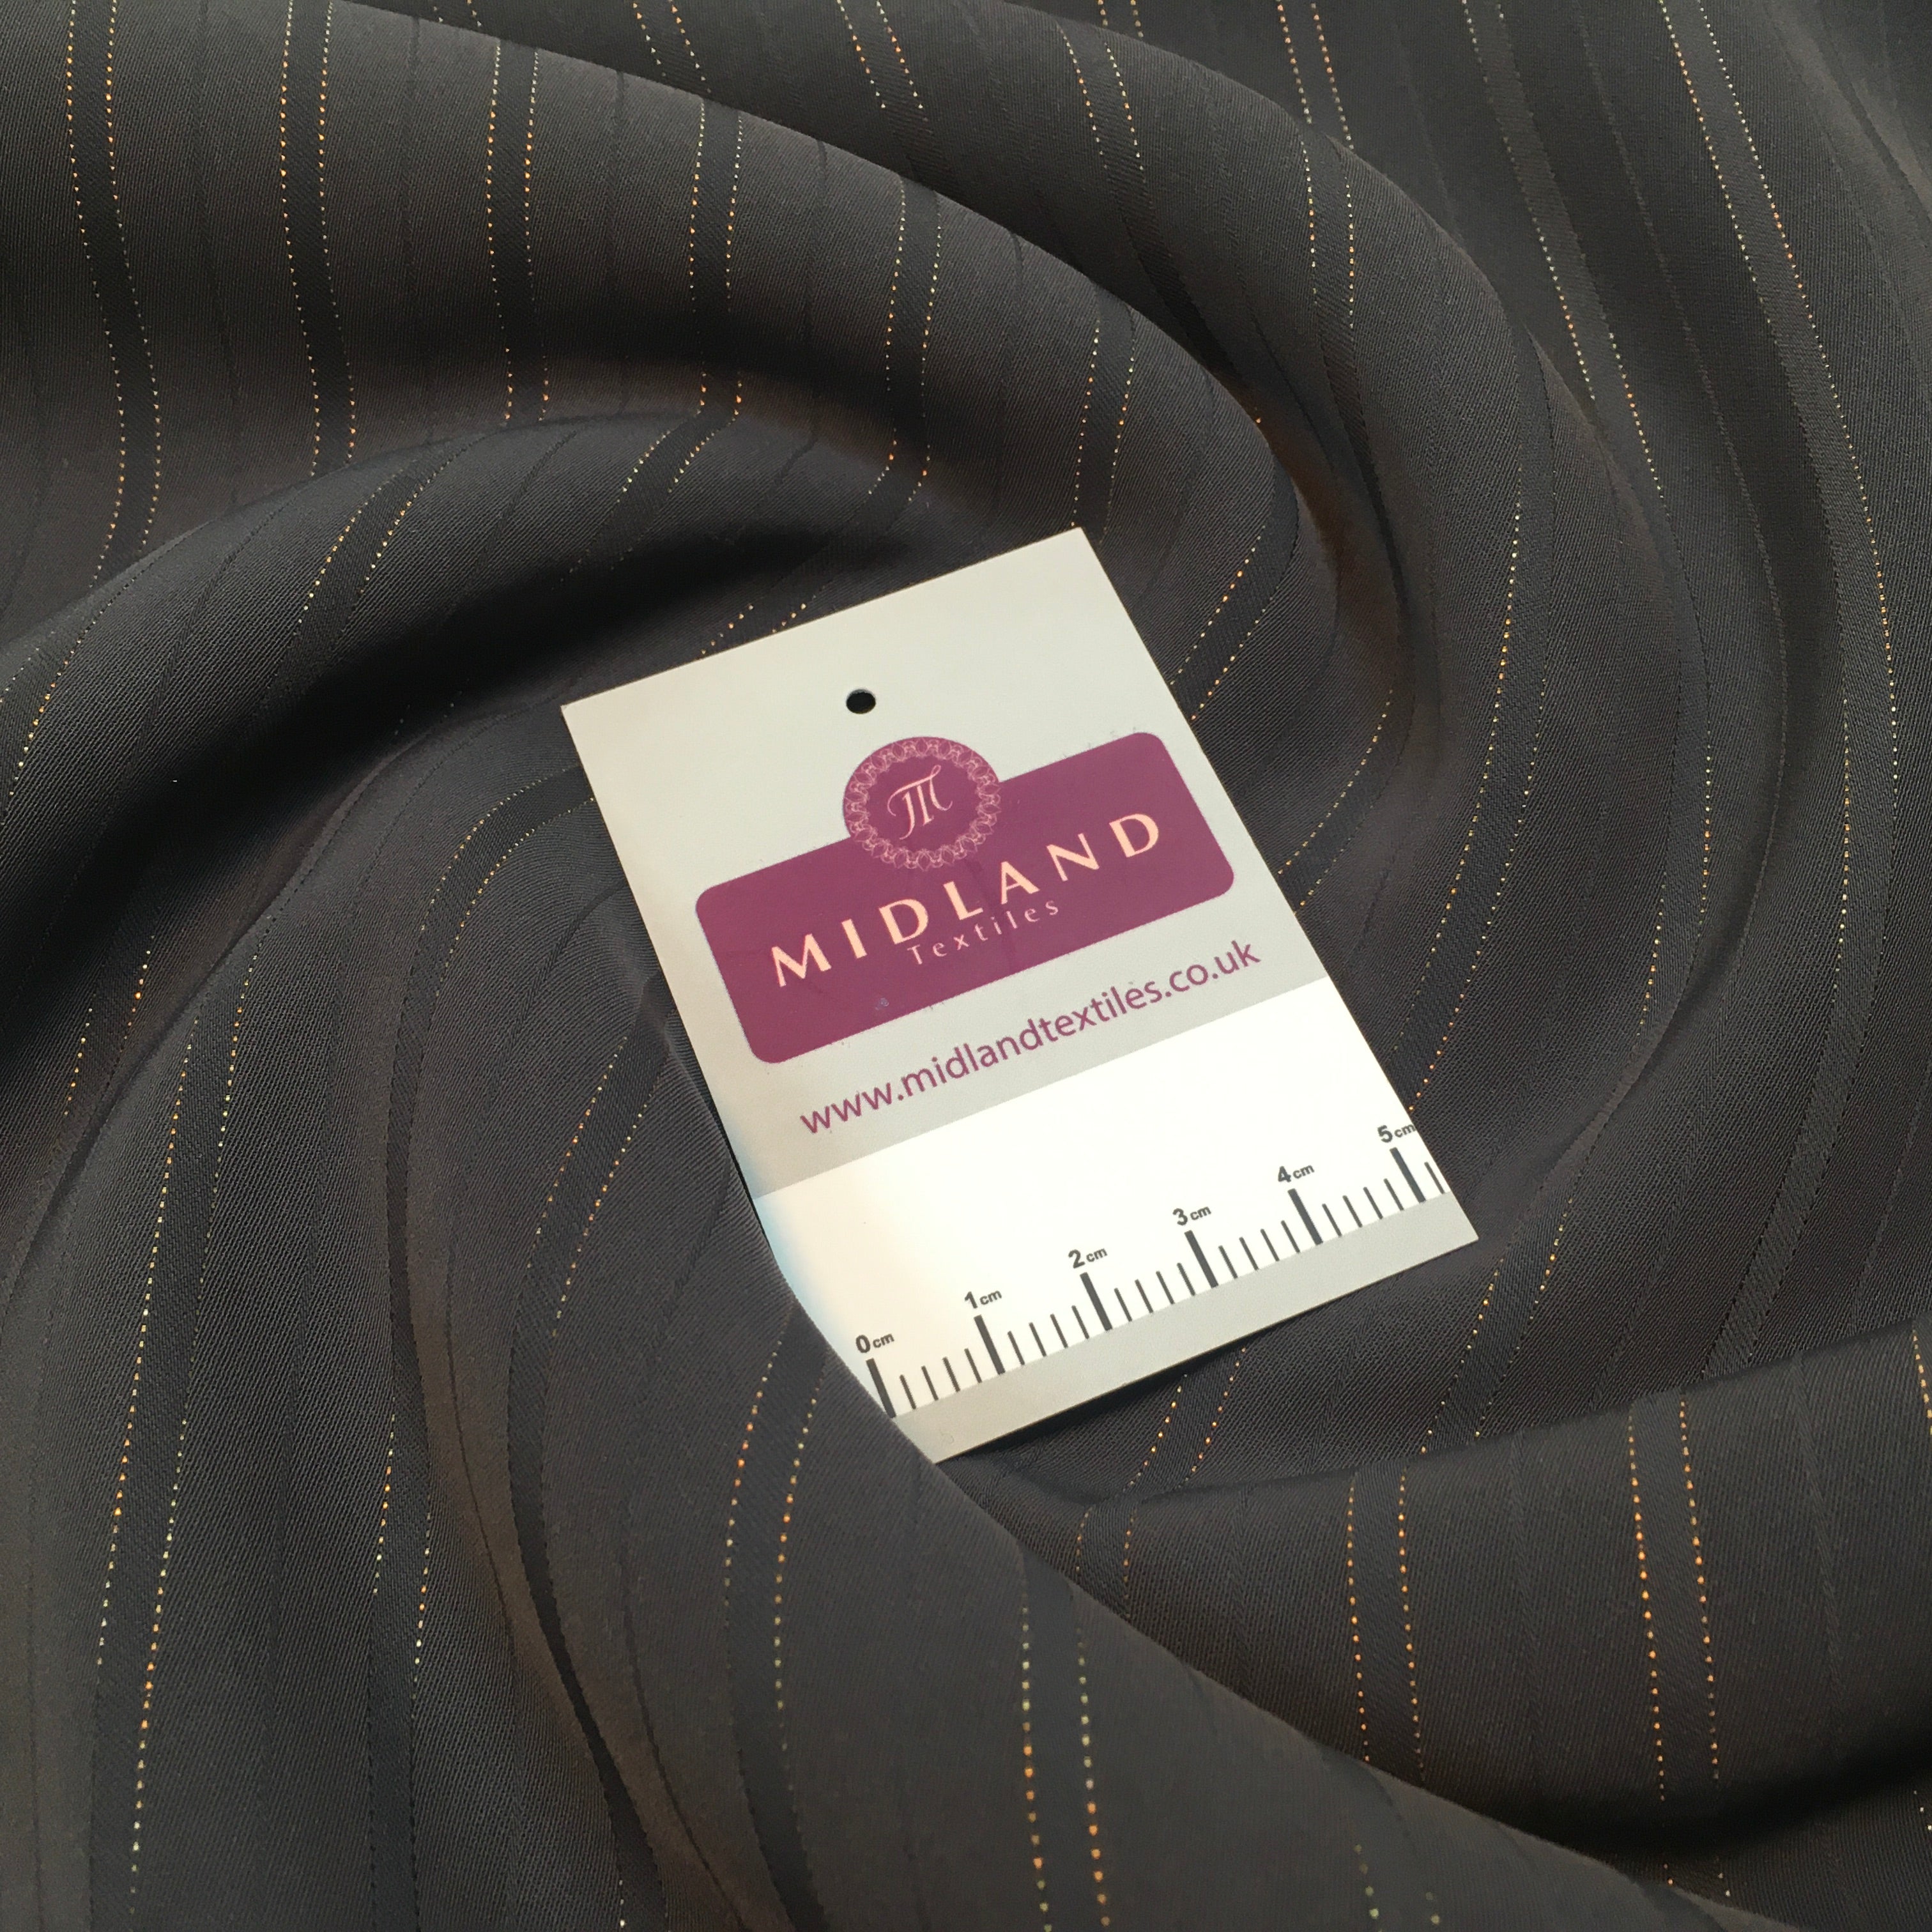 MIDLAND
Textiles
www.midlandtextiles.co.uk
0cm 1cm 2cm 3cm 4cm 5cm